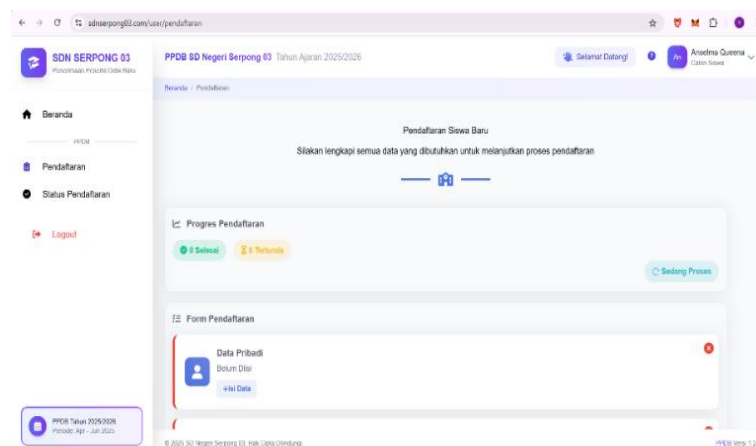 sdnserpong03.com/user/pendaftaran
SDN SERPONG 03
Penerimaan Peserta Didik Baru
PPDB SD Negeri Serpong 03 Tahun Ajaran 2025/2026
Selamat Datang!
An
Anselma Queena
Calon Siswa
Beranda / Pendaftaran
Beranda
PPDB
Pendaftaran
Status Pendaftaran
Logout
Pendaftaran Siswa Baru
Silakan lengkapi semua data yang dibutuhkan untuk melanjutkan proses pendaftaran
Progres Pendaftaran
0 Selesai
6 Tertunda
Sedang Proses
Form Pendaftaran
Data Pribadi
Belum Diisi
+Isi Data
PPDB Tahun 2025/2026
Periode: Apr - Jun 2025
© 2025 SD Negeri Serpong 03. Hak Cipta Dilindungi.
PPDB Versi 1.